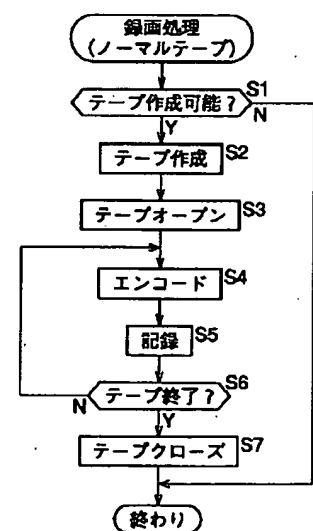 録画処理
(ノーマルテープ)
テープ作成可能？
S1
N
Y
テープ作成
S2
テープオープン
S3
エンコード
S4
記録
S5
テープ終了？
S6
N
Y
テープクローズ
S7
終わり